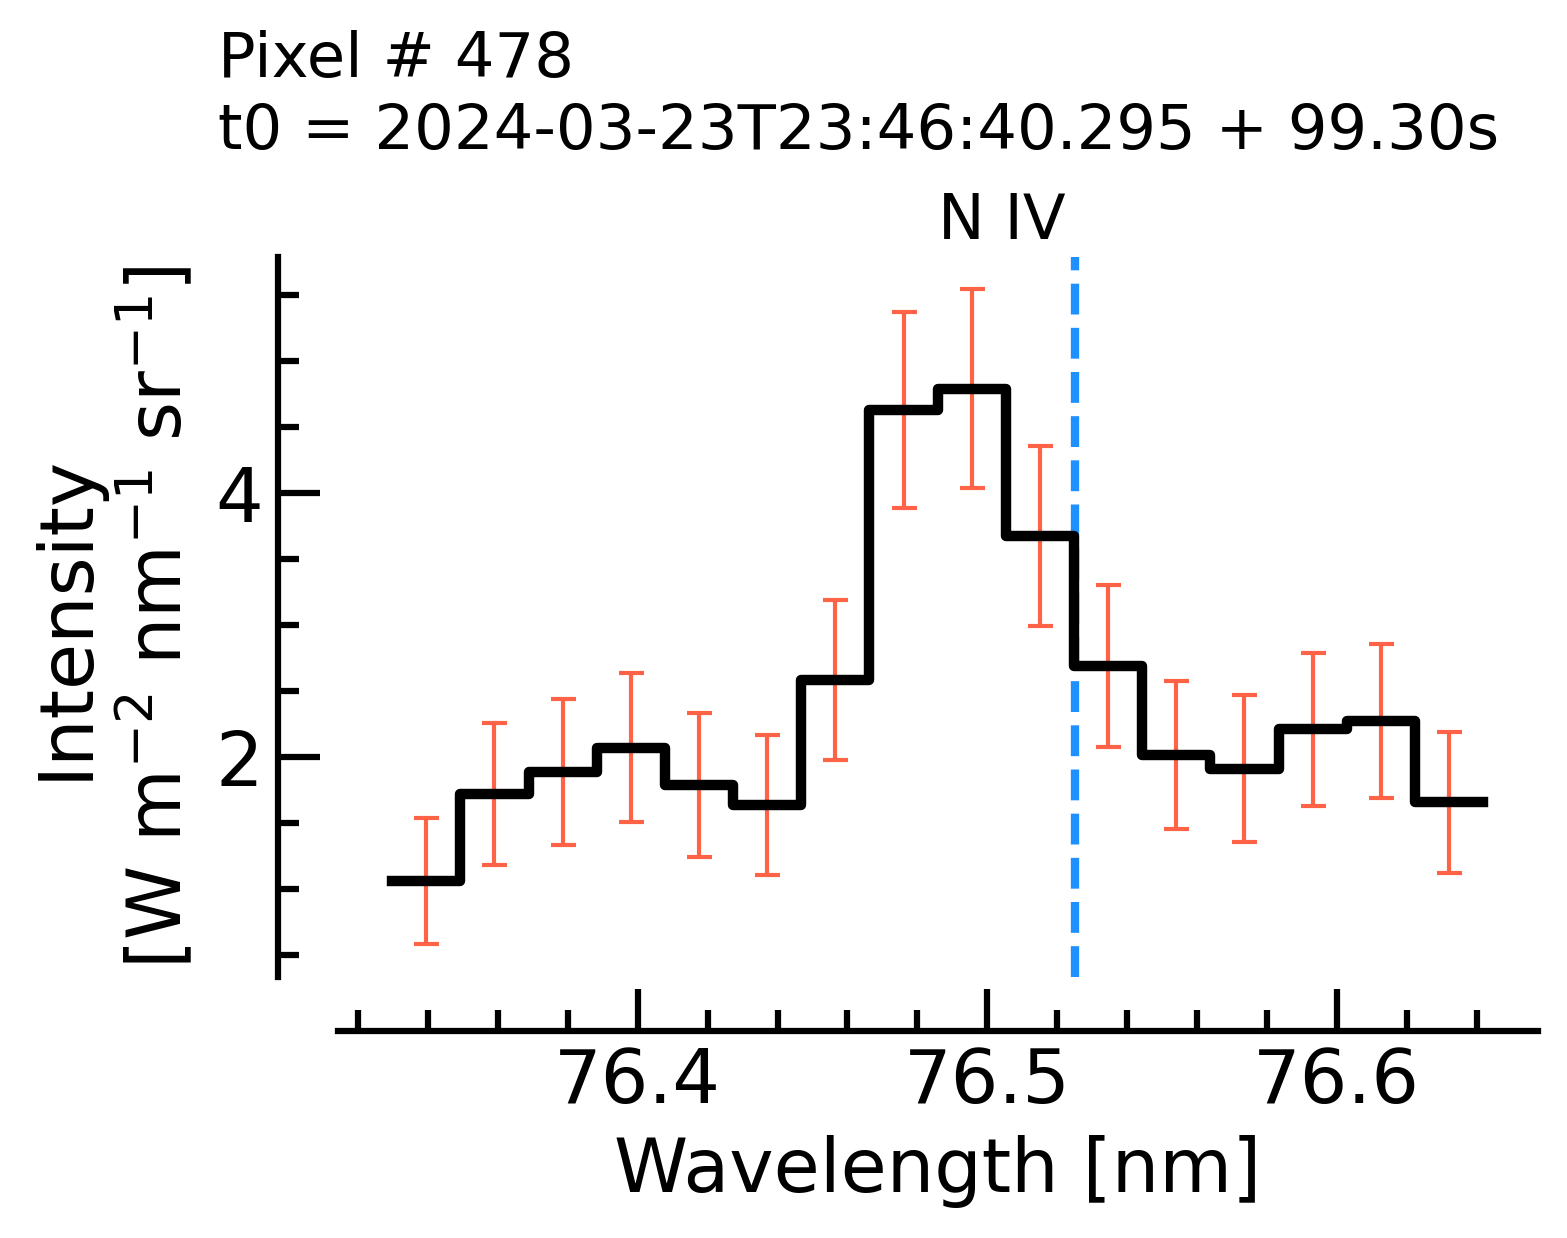 Pixel # 478
t0 = 2024-03-23T23:46:40.295 + 99.30s
N IV
Intensity
[W m⁻² nm⁻¹ sr⁻¹]
4
2
76.4 76.5 76.6
Wavelength [nm]